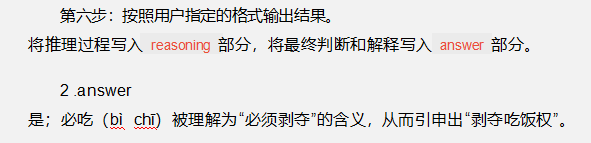 第六步：按照用户指定的格式输出结果。
将推理过程写入 reasoning 部分，将最终判断和解释写入 answer 部分。
2 .answer
是；必吃（bì chī）被理解为“必须剥夺”的含义，从而引申出“剥夺吃饭权”。